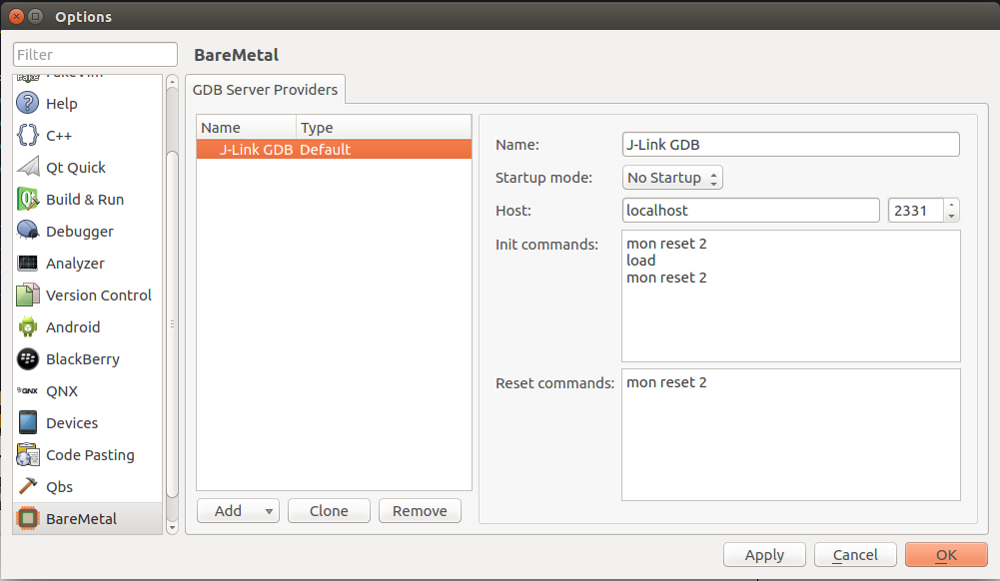 Options
Filter
BareMetal
FakeVim
Help
C++
Qt Quick
Build & Run
Debugger
Analyzer
Version Control
Android
BlackBerry
QNX
Devices
Code Pasting
Qbs
BareMetal
GDB Server Providers
Name Type
J-Link GDB Default
Add
Clone
Remove
Name: J-Link GDB
Startup mode: No Startup
Host: localhost 2331
Init commands: mon reset 2
load
mon reset 2
Reset commands: mon reset 2
Apply
Cancel
OK